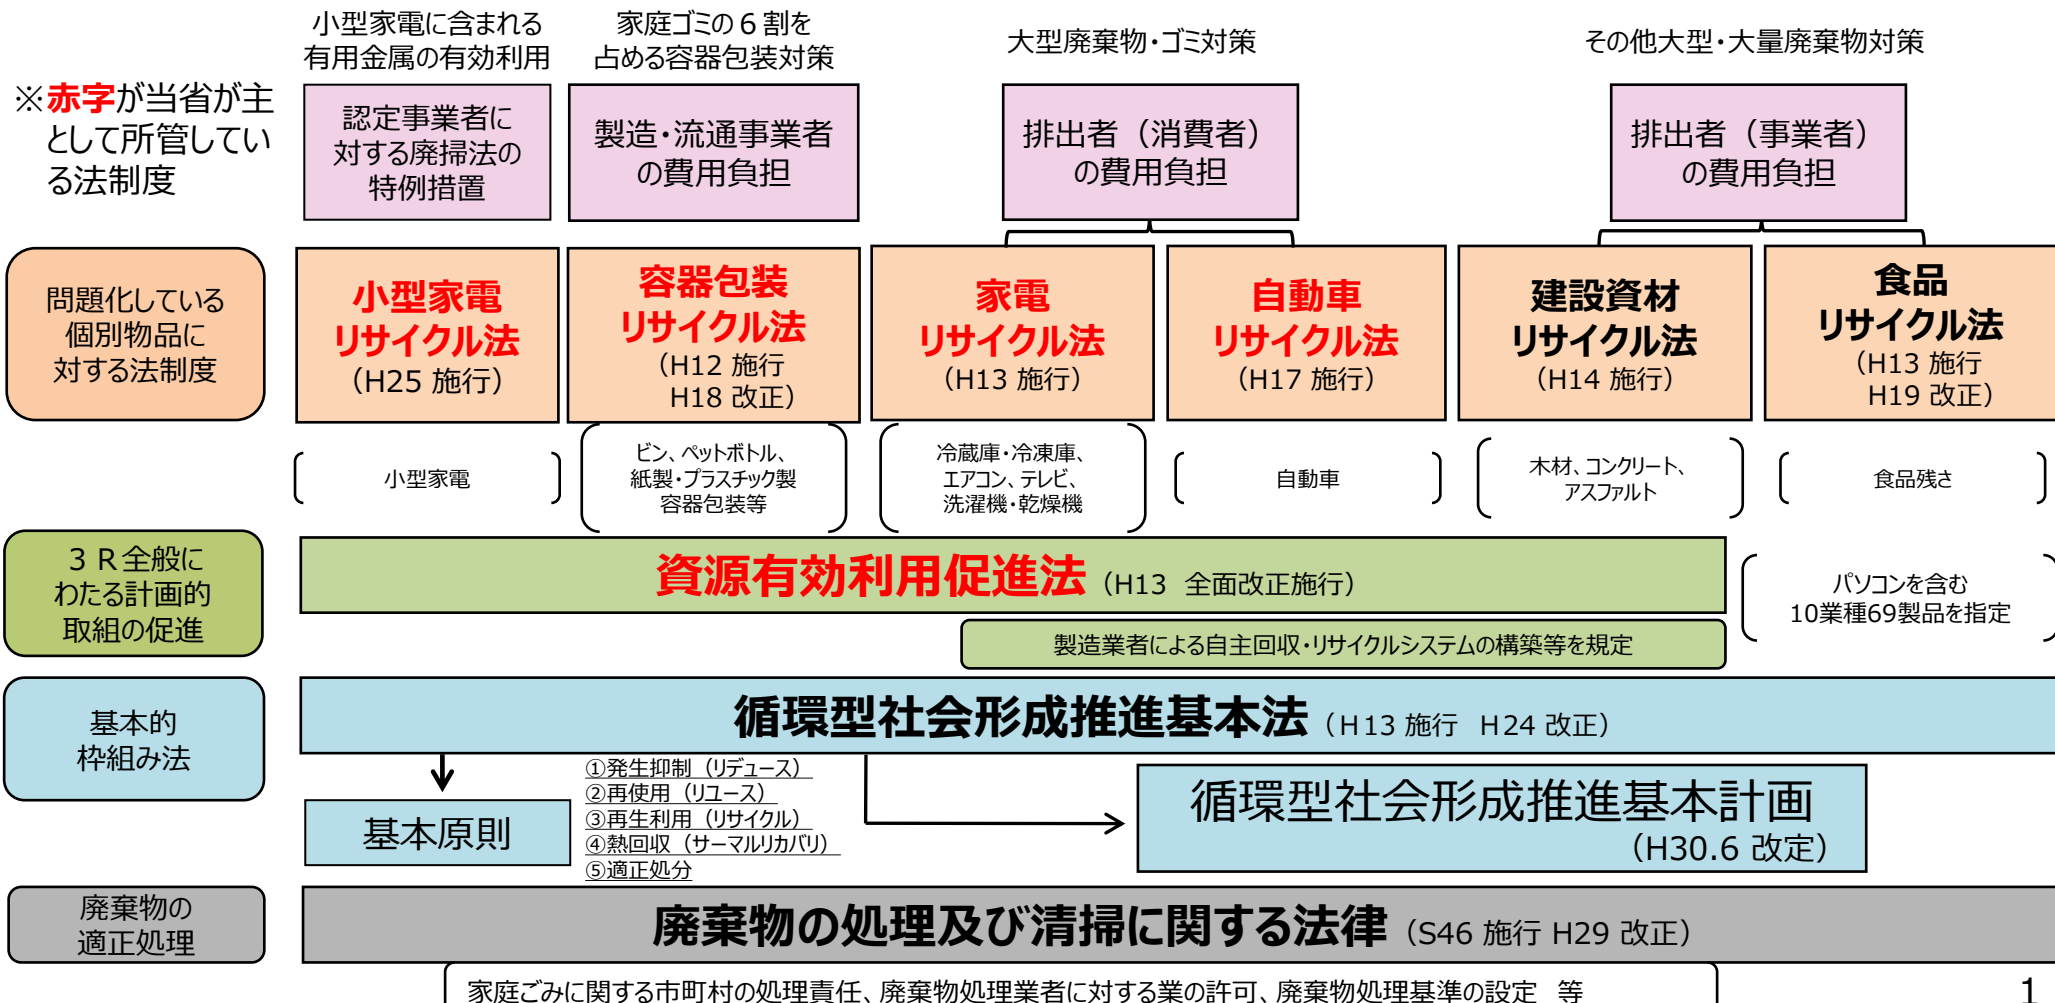 小型家電に含まれる
有用金属の有効利用
家庭ゴミの６割を
占める容器包装対策
大型廃棄物・ゴミ対策
その他大型・大量廃棄物対策
※赤字が当省が主
として所管してい
る法制度
認定事業者に
対する廃掃法の
特例措置
製造・流通事業者
の費用負担
排出者（消費者）
の費用負担
排出者（事業者）
の費用負担
問題化している
個別物品に
対する法制度
小型家電
リサイクル法
（H25 施行）
容器包装
リサイクル法
（H12 施行
H18 改正）
家電
リサイクル法
（H13 施行）
自動車
リサイクル法
（H17 施行）
建設資材
リサイクル法
（H14 施行）
食品
リサイクル法
（H13 施行
H19 改正）
小型家電
ビン、ペットボトル、
紙製・プラスチック製
容器包装等
冷蔵庫・冷凍庫、
エアコン、テレビ、
洗濯機・乾燥機
自動車
木材、コンクリート、
アスファルト
食品残さ
３Ｒ全般に
わたる計画的
取組の促進
資源有効利用促進法（H13 全面改正施行）
パソコンを含む
10業種69製品を指定
製造業者による自主回収・リサイクルシステムの構築等を規定
基本的
枠組み法
循環型社会形成推進基本法（Ｈ13 施行 Ｈ24 改正）
基本原則
①発生抑制（リデュース）
②再使用（リユース）
③再生利用（リサイクル）
④熱回収（サーマルリカバリ）
⑤適正処分
循環型社会形成推進基本計画
（H30.6 改定）
廃棄物の
適正処理
廃棄物の処理及び清掃に関する法律（S46 施行 H29 改正）
家庭ごみに関する市町村の処理責任、廃棄物処理業者に対する業の許可、廃棄物処理基準の設定 等
1